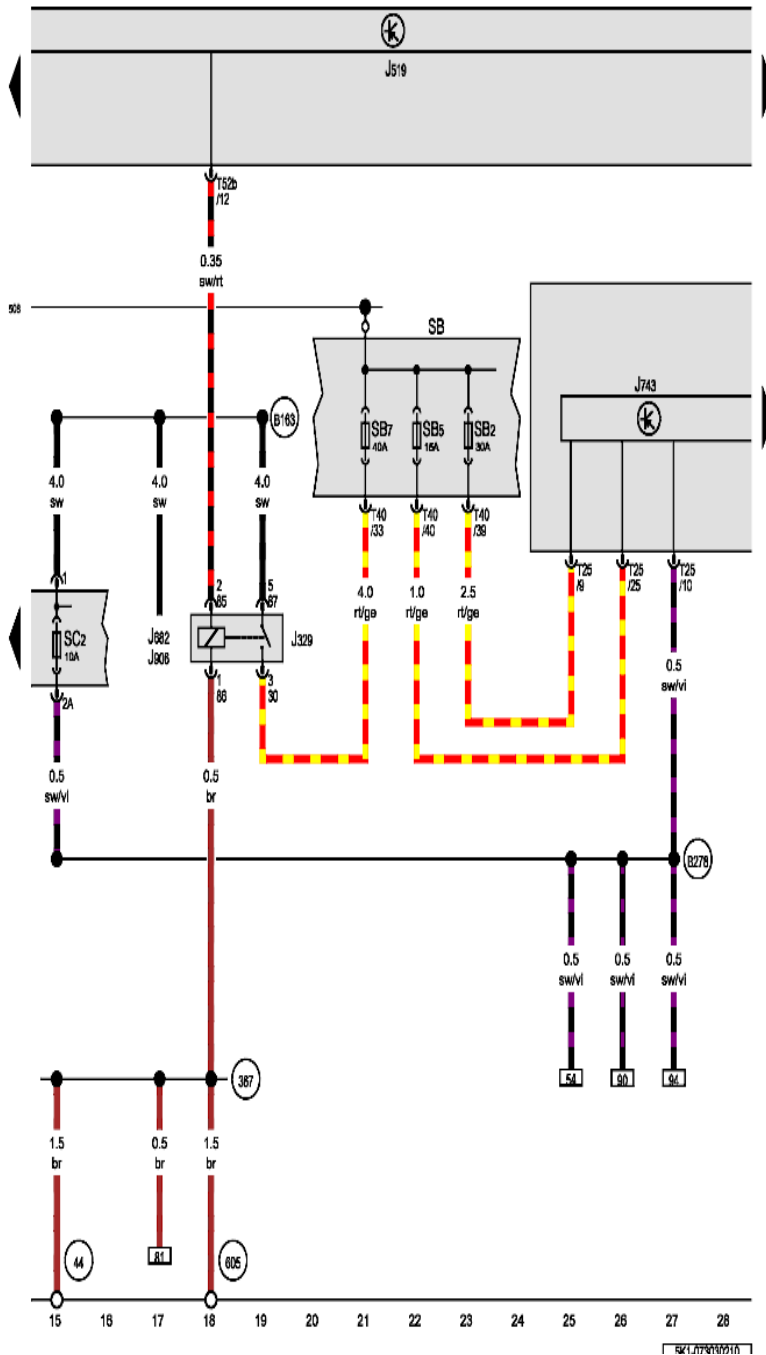 J519
T52b
/12
0.35
sw/rt
508
SB
J743
B163
SB7
40A
SB5
15A
SB2
30A
4.0
sw
4.0
sw
4.0
sw
T40
/33
T40
/40
T40
/39
4.0
rt/ge
1.0
rt/ge
2.5
rt/ge
T25
/9
T25
/25
T25
/10
1
2
85
5
87
SC2
10A
J682
J906
J329
1
86
3
30
0.5
sw/vi
2A
0.5
sw/vi
0.5
br
B278
0.5
sw/vi
0.5
sw/vi
0.5
sw/vi
54
90
94
367
1.5
br
0.5
br
1.5
br
44
81
605
15 16 17 18 19 20 21 22 23 24 25 26 27 28
5K1-073030210